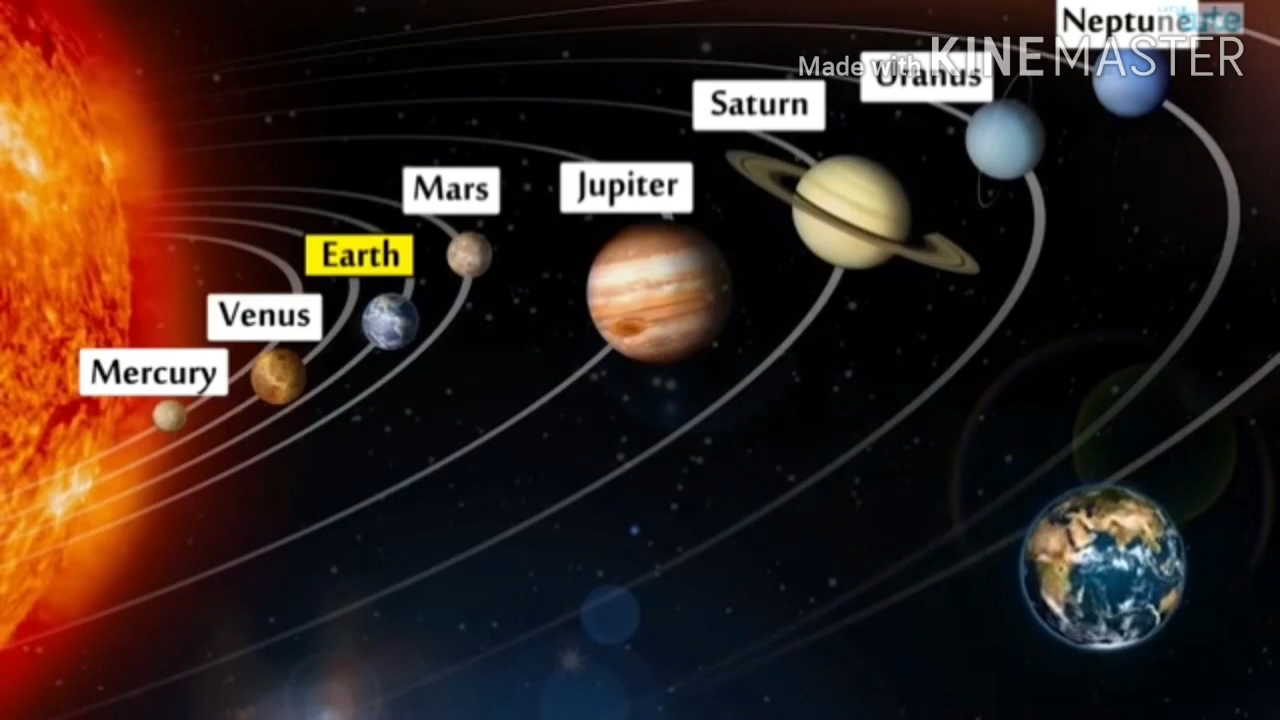 Neptune
Made with KINEMASTER
Uranus
Saturn
Mars
Jupiter
Earth
Venus
Mercury